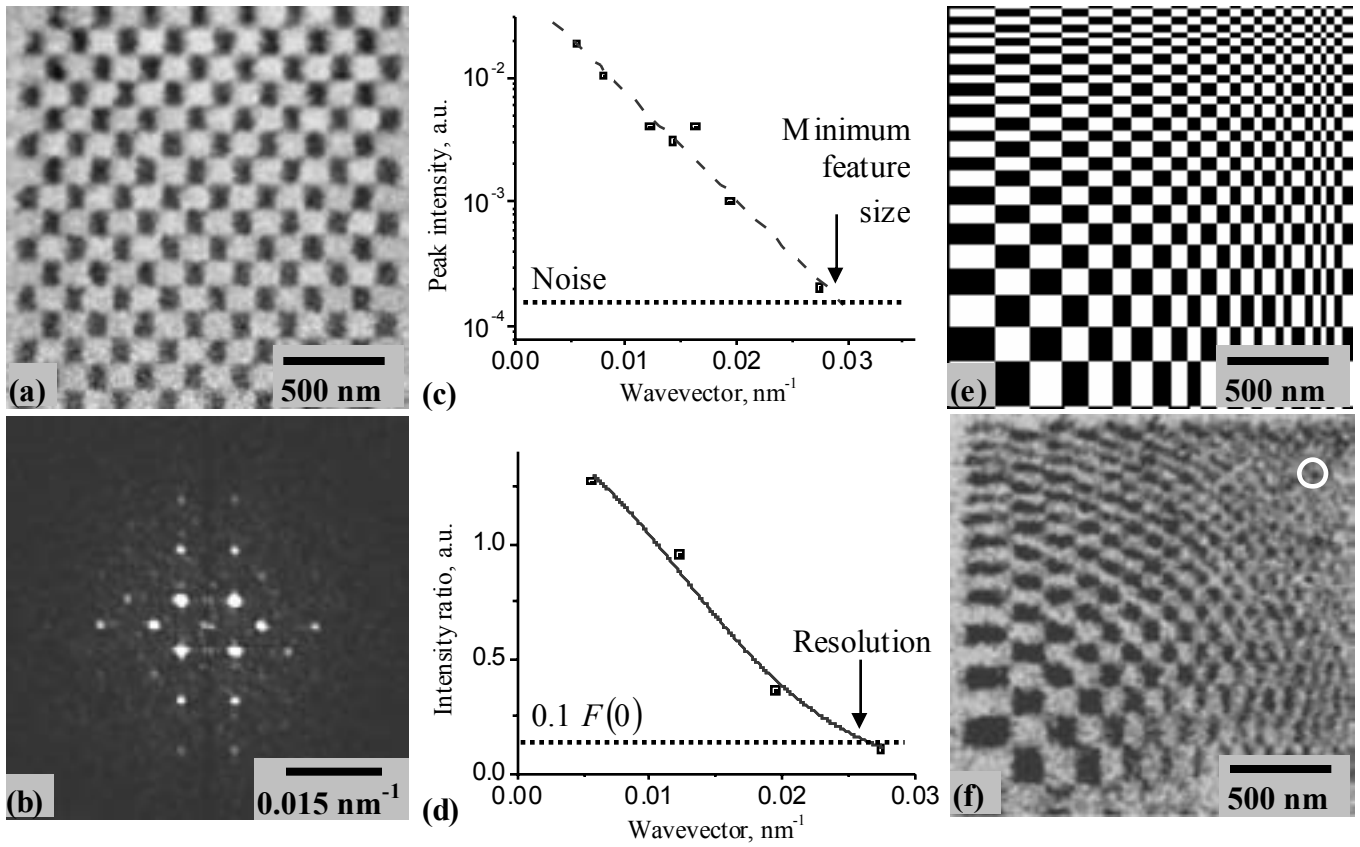 (a)
500 nm
(b)
0.015 nm⁻¹
(c)
Peak intensity, a.u.
10⁻²
10⁻³
10⁻⁴
Minimum
feature
size
Noise
0.00
0.01
0.02
0.03
Wavevector, nm⁻¹
(d)
Intensity ratio, a.u.
1.0
0.5
0.0
Resolution
0.1 F(0)
0.00
0.01
0.02
0.03
Wavevector, nm⁻¹
(e)
500 nm
(f)
500 nm